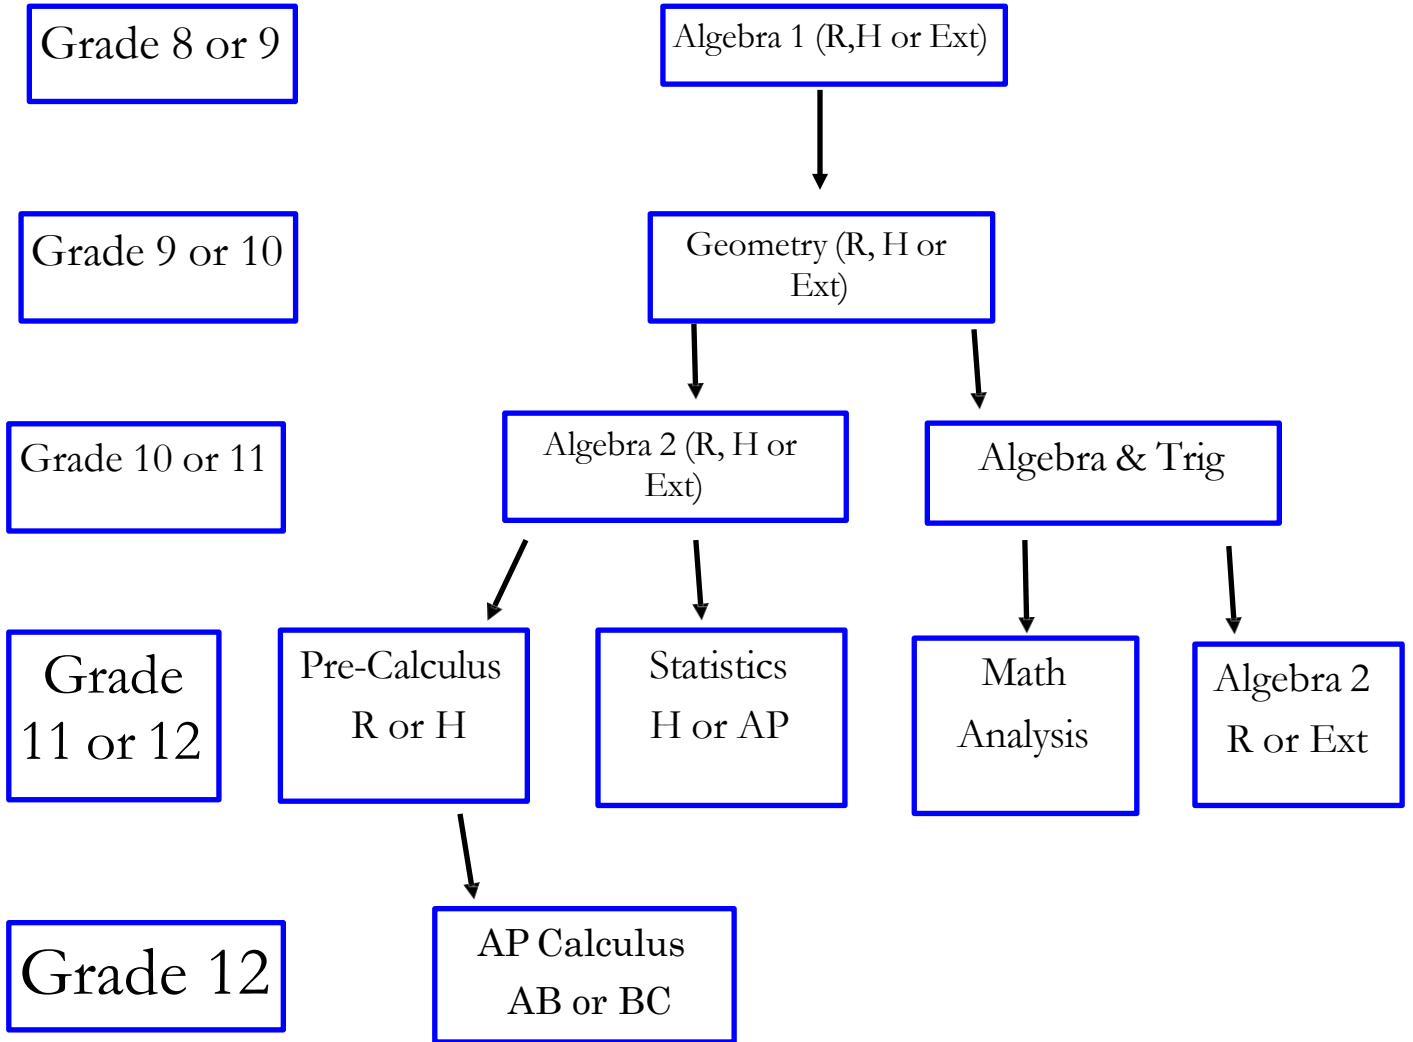 Grade 8 or 9
Algebra 1 (R,H or Ext)
Grade 9 or 10
Geometry (R, H or
Ext)
Grade 10 or 11
Algebra 2 (R, H or
Ext)
Algebra & Trig
Grade
11 or 12
Pre-Calculus
R or H
Statistics
H or AP
Math
Analysis
Algebra 2
R or Ext
Grade 12
AP Calculus
AB or BC